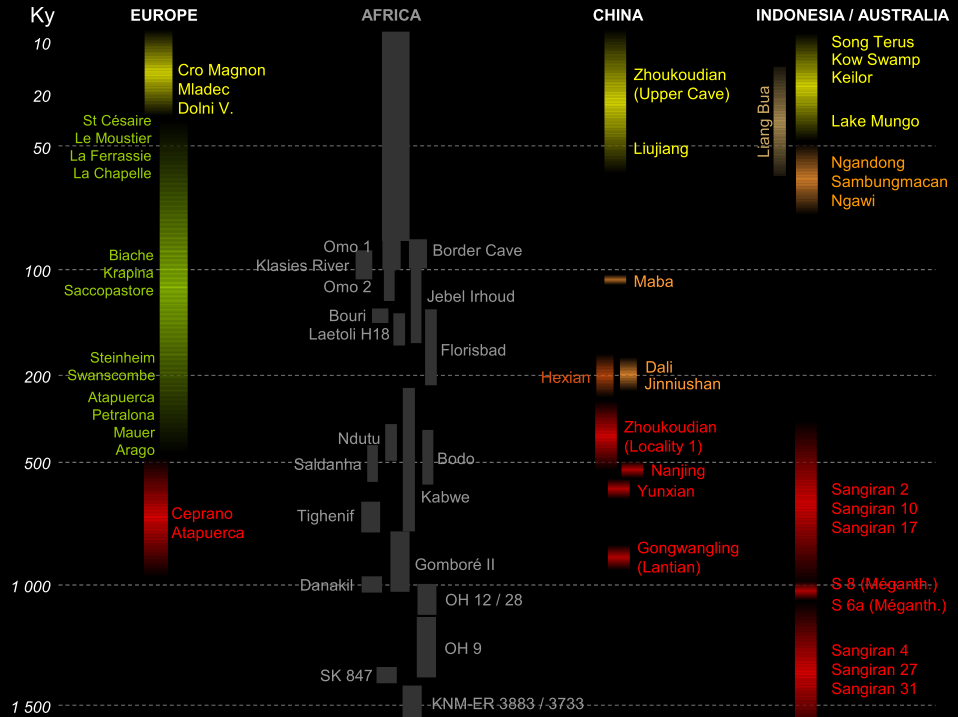 Ky EUROPE AFRICA CHINA INDONESIA / AUSTRALIA
10
20
50
100
200
500
1 000
1 500
Cro Magnon
Mladec
Dolni V.
St Césaire
Le Moustier
La Ferrassie
La Chapelle
Biache
Krapina
Saccopastore
Steinheim
Swanscombe
Atapuerca
Petralona
Mauer
Arago
Ceprano
Atapuerca
Omo 1
Border Cave
Klasies River
Omo 2
Jebel Irhoud
Bouri
Laetoli H18
Florisbad
Ndutu
Bodo
Saldanha
Kabwe
Tighenif
Gomboré II
Danakil
OH 12 / 28
OH 9
SK 847
KNM-ER 3883 / 3733
Zhoukoudian
(Upper Cave)
Liujiang
Maba
Hexian
Dali
Jinniushan
Zhoukoudian
(Locality 1)
Nanjing
Yunxian
Gongwangling
(Lantian)
Song Terus
Kow Swamp
Keilor
Liang Bua
Lake Mungo
Ngandong
Sambungmacan
Ngawi
Sangiran 2
Sangiran 10
Sangiran 17
S 8 (Méganth.)
S 6a (Méganth.)
Sangiran 4
Sangiran 27
Sangiran 31